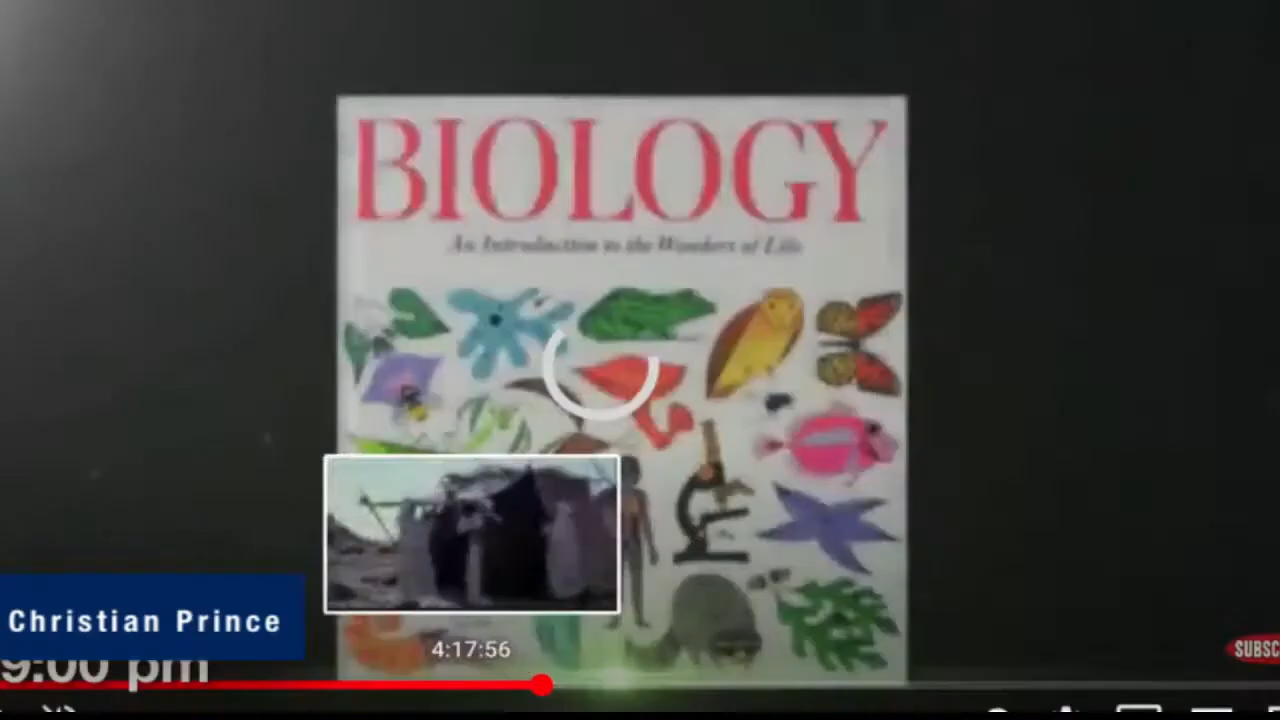 BIOLOGY
An Introduction to the Wonders of Life
Christian Prince
9:00 pm
4:17:56
SUBSC